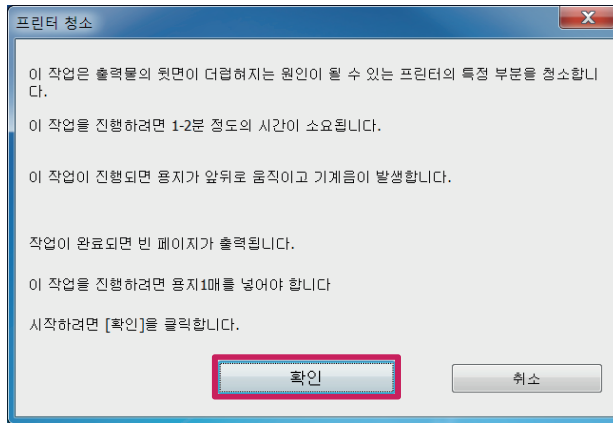 프린터 청소
이 작업은 출력물의 뒷면이 더럽혀지는 원인이 될 수 있는 프린터의 특정 부분을 청소합니
다.
이 작업을 진행하려면 1-2분 정도의 시간이 소요됩니다.
이 작업이 진행되면 용지가 앞뒤로 움직이고 기계음이 발생합니다.
작업이 완료되면 빈 페이지가 출력됩니다.
이 작업을 진행하려면 용지1매를 넣어야 합니다
시작하려면 [확인]을 클릭합니다.
확인 취소